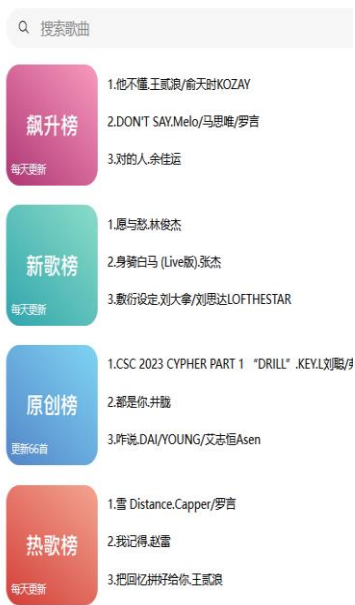 搜索歌曲
飙升榜
每天更新
1.他不懂.王贰浪/俞天时KOZAY
2.DON'T SAY.Melo/马思唯/罗言
3.对的人.余佳运
新歌榜
每天更新
1.愿与愁.林俊杰
2.身骑白马 (Live版).张杰
3.敷衍设定.刘大拿/刘思达LOFTHESTAR
原创榜
更新66首
1.CSC 2023 CYPHER PART 1 “DRILL”.KEY.L刘聪/
2.都是你.井胧
3.咋说.DAI/YOUNG/艾志恒Asen
热歌榜
每天更新
1.雪 Distance.Capper/罗言
2.我记得.赵雷
3.把回忆拼好给你.王贰浪